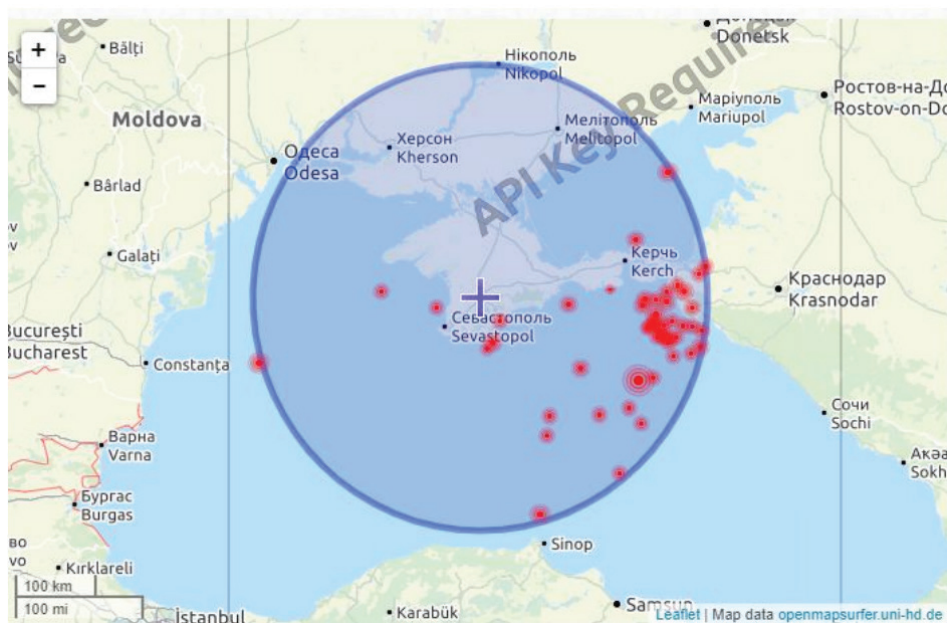 +
−
Bălți
Донецьк
Donetsk
Нікополь
Nikopol
Ростов-на-До
Rostov-on-Do
Маріуполь
Mariupol
Мелітополь
Melitopol
Moldova
Херсон
Kherson
Одеса
Odesa
API Key Required
Bârlad
Galați
Керчь
Kerch
Краснодар
Krasnodar
București
Bucharest
Севастополь
Sevastopol
Constanța
Сочи
Sochi
Варна
Varna
Аҟəа
Sokh
Бургас
Burgas
Sinop
Kırklareli
100 km
100 mi
İstanbul
Karabük
Samsun
Leaflet | Map data openmapsurfer.uni-hd.de